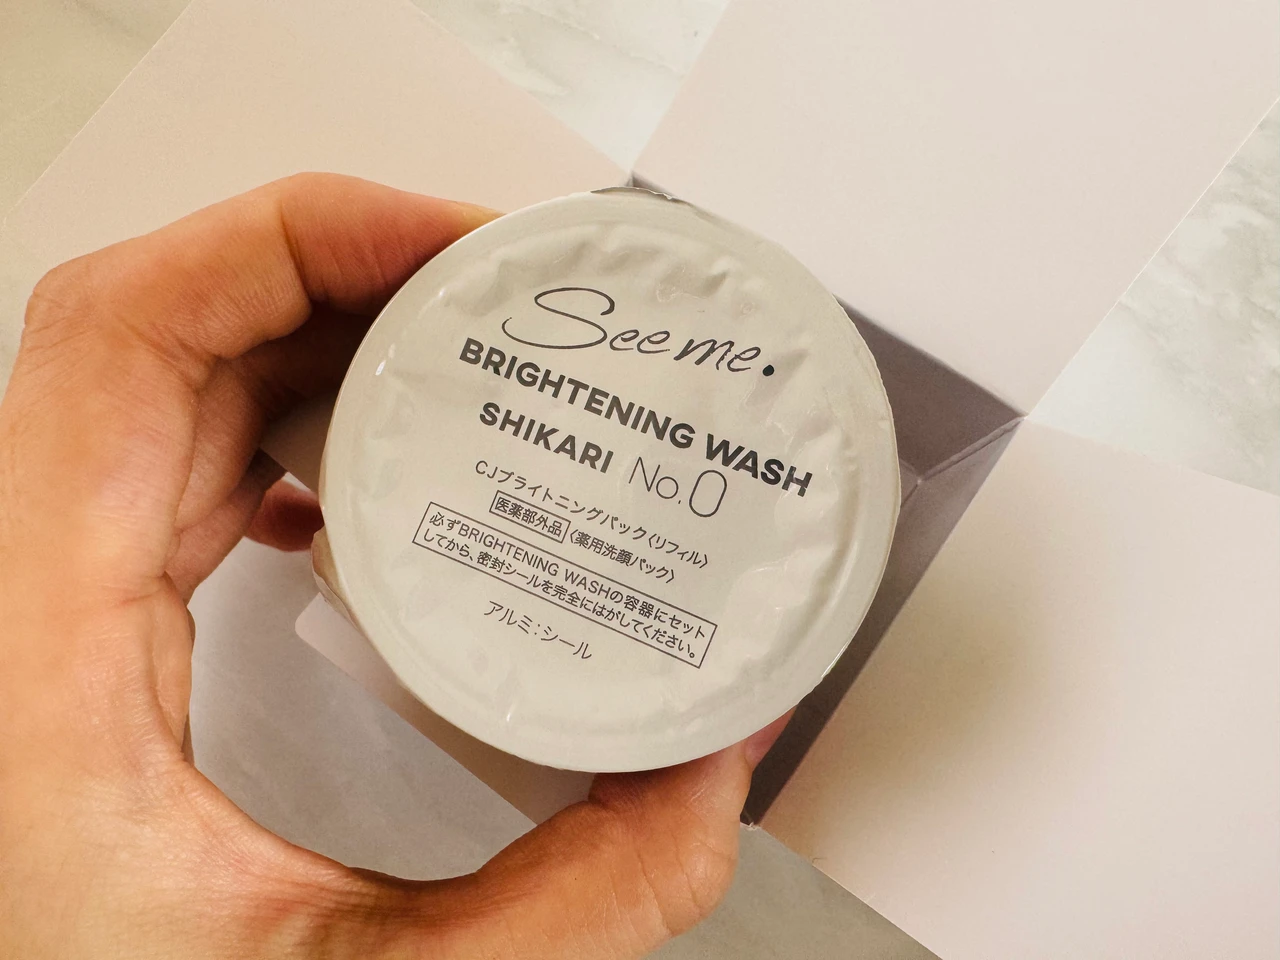 See me.
BRIGHTENING WASH
SHIKARI No.0
CJブライトニングパック〈リフィル〉
医薬部外品〈薬用洗顔パック〉
必ずBRIGHTENING WASHの容器にセット
してから、密封シールを完全にはがしてください。
アルミ:シール